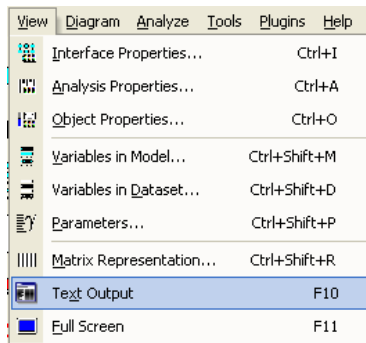 View Diagram Analyze Tools Plugins Help
Interface Properties... Ctrl+I
Analysis Properties... Ctrl+A
Object Properties... Ctrl+O
Variables in Model... Ctrl+Shift+M
Variables in Dataset... Ctrl+Shift+D
Parameters... Ctrl+Shift+P
Matrix Representation... Ctrl+Shift+R
Text Output F10
Full Screen F11